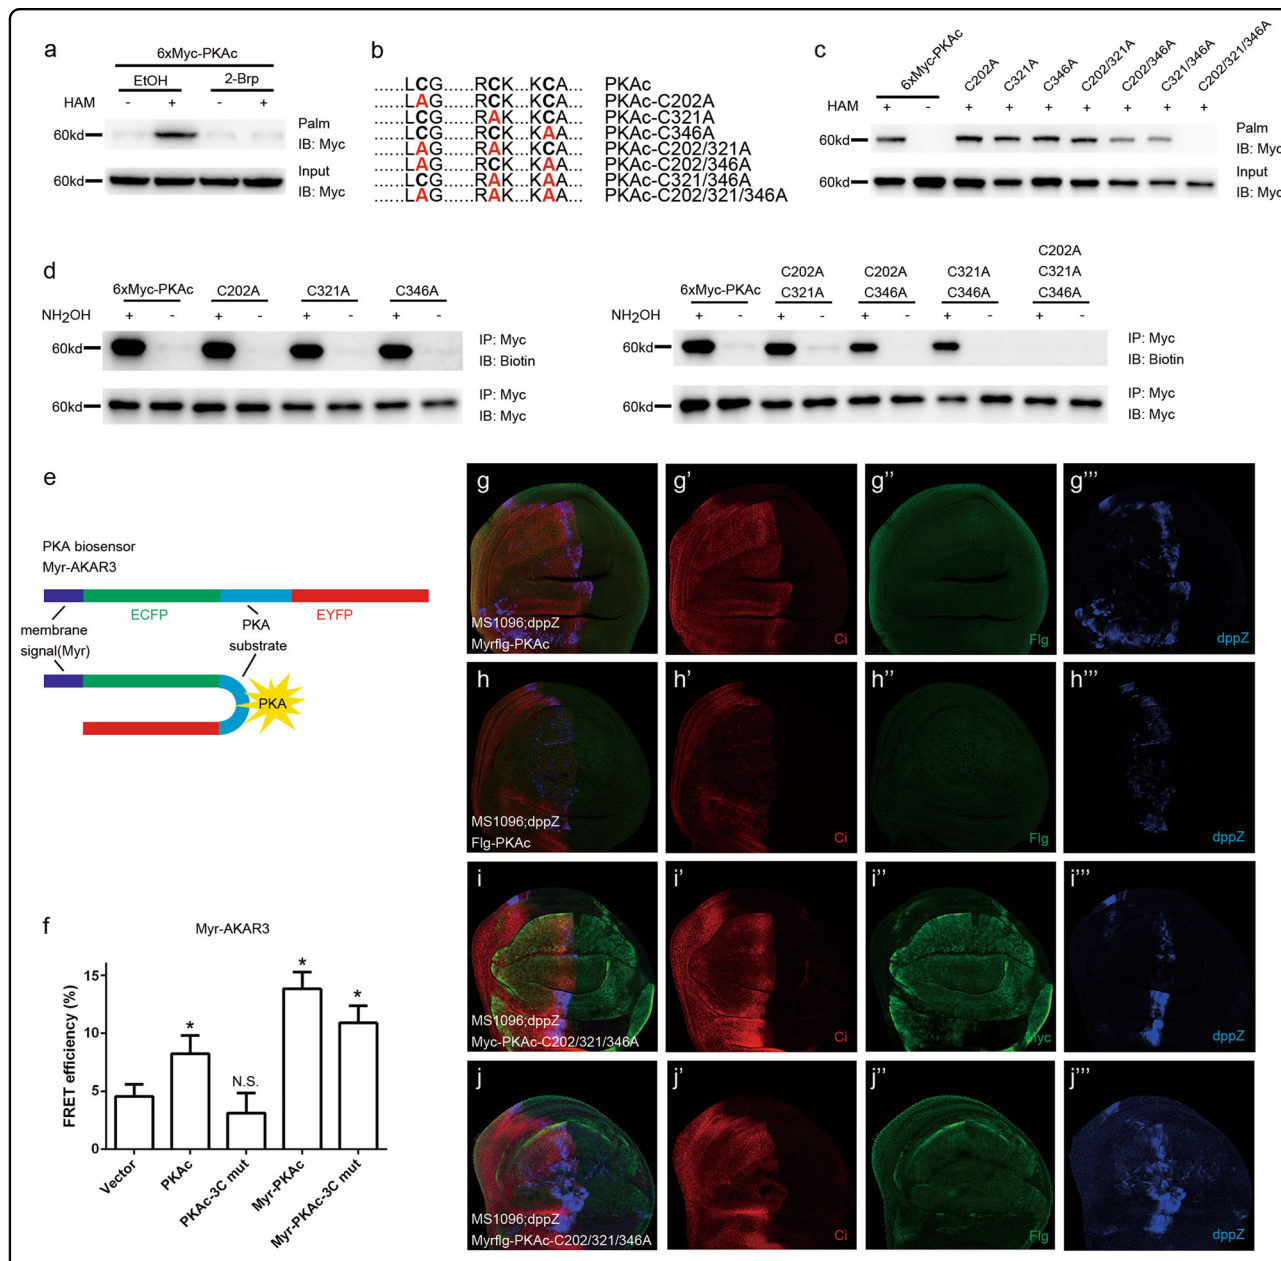 a
6xMyc-PKAc
EtOH 2-Brp
HAM - + - +
60kd
Palm
IB: Myc
60kd
Input
IB: Myc
b
......LCG......RCK...KCA... PKAc
......LAG......RCK...KCA... PKAc-C202A
......LCG......RAK...KCA... PKAc-C321A
......LCG......RCK...KAA... PKAc-C346A
......LAG......RAK...KCA... PKAc-C202/321A
......LAG......RCK...KAA... PKAc-C202/346A
......LCG......RAK...KAA... PKAc-C321/346A
......LAG......RAK...KAA... PKAc-C202/321/346A
c
6xMyc-PKAc C202A C321A C346A C202/321A C202/346A C321/346A C202/321/346A
HAM + - + + + + + + +
60kd
Palm
IB: Myc
60kd
Input
IB: Myc
d
6xMyc-PKAc C202A C321A C346A
NH2OH + - + - + - + -
60kd
IP: Myc
IB: Biotin
60kd
IP: Myc
IB: Myc
C202A
C202A C202A C321A C321A
6xMyc-PKAc C321A C346A C346A C346A
NH2OH + - + - + - + - + -
60kd
IP: Myc
IB: Biotin
60kd
IP: Myc
IB: Myc
e
PKA biosensor
Myr-AKAR3
ECFP EYFP
membrane
signal(Myr)
PKA
substrate
PKA
f
Myr-AKAR3
FRET efficiency (%)
15
10
5
0
* N.S. * *
Vector PKAc PKAc-3C mut Myr-PKAc Myr-PKAc-3C mut
g g' g'' g'''
MS1096;dppZ
Myrflg-PKAc Ci Flg dppZ
h h' h'' h'''
MS1096;dppZ
Flg-PKAc Ci Flg dppZ
i i' i'' i'''
MS1096;dppZ
Myc-PKAc-C202/321/346A Ci Myc dppZ
j j' j'' j'''
MS1096;dppZ
Myrflg-PKAc-C202/321/346A Ci Flg dppZ